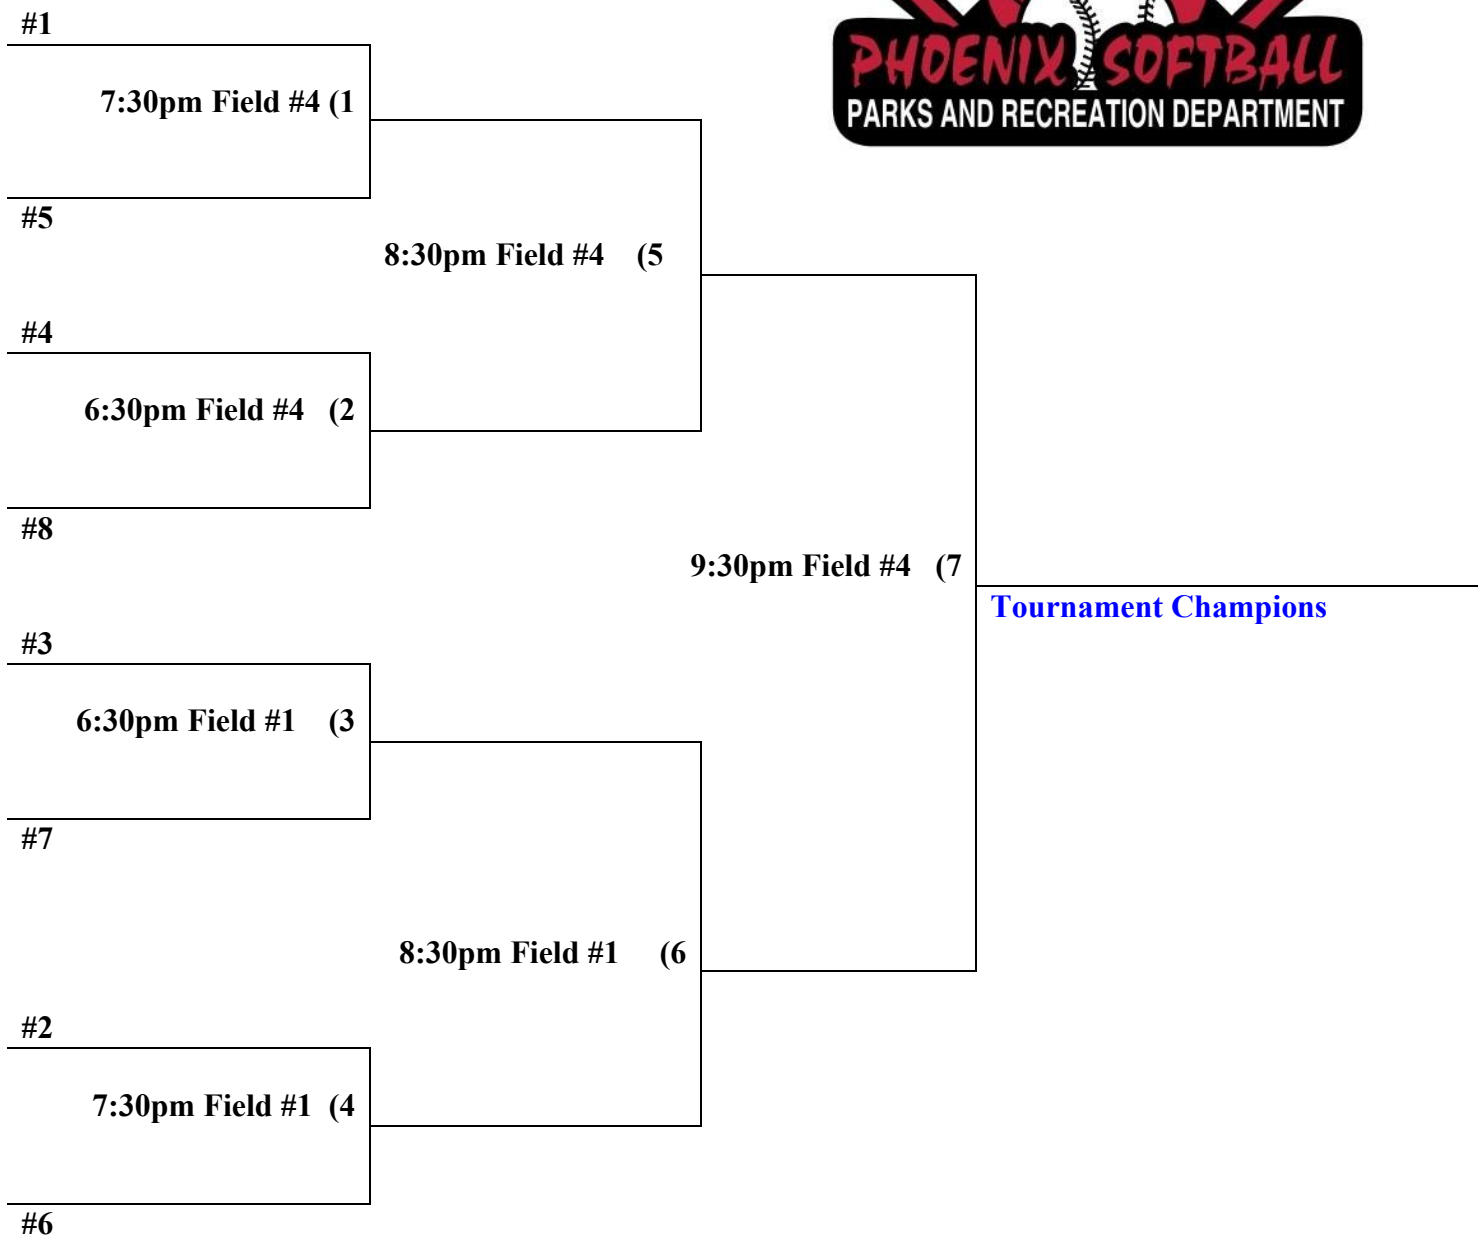 #1
PHOENIX SOFTBALL
7:30pm Field #4 (1
PARKS AND RECREATION DEPARTMENT
#5
8:30pm Field #4 (5
#4
6:30pm Field #4 (2
#8
9:30pm Field #4 (7
Tournament Champions
#3
6:30pm Field #1 (3
#7
8:30pm Field #1 (6
#2
7:30pm Field #1 (4
#6